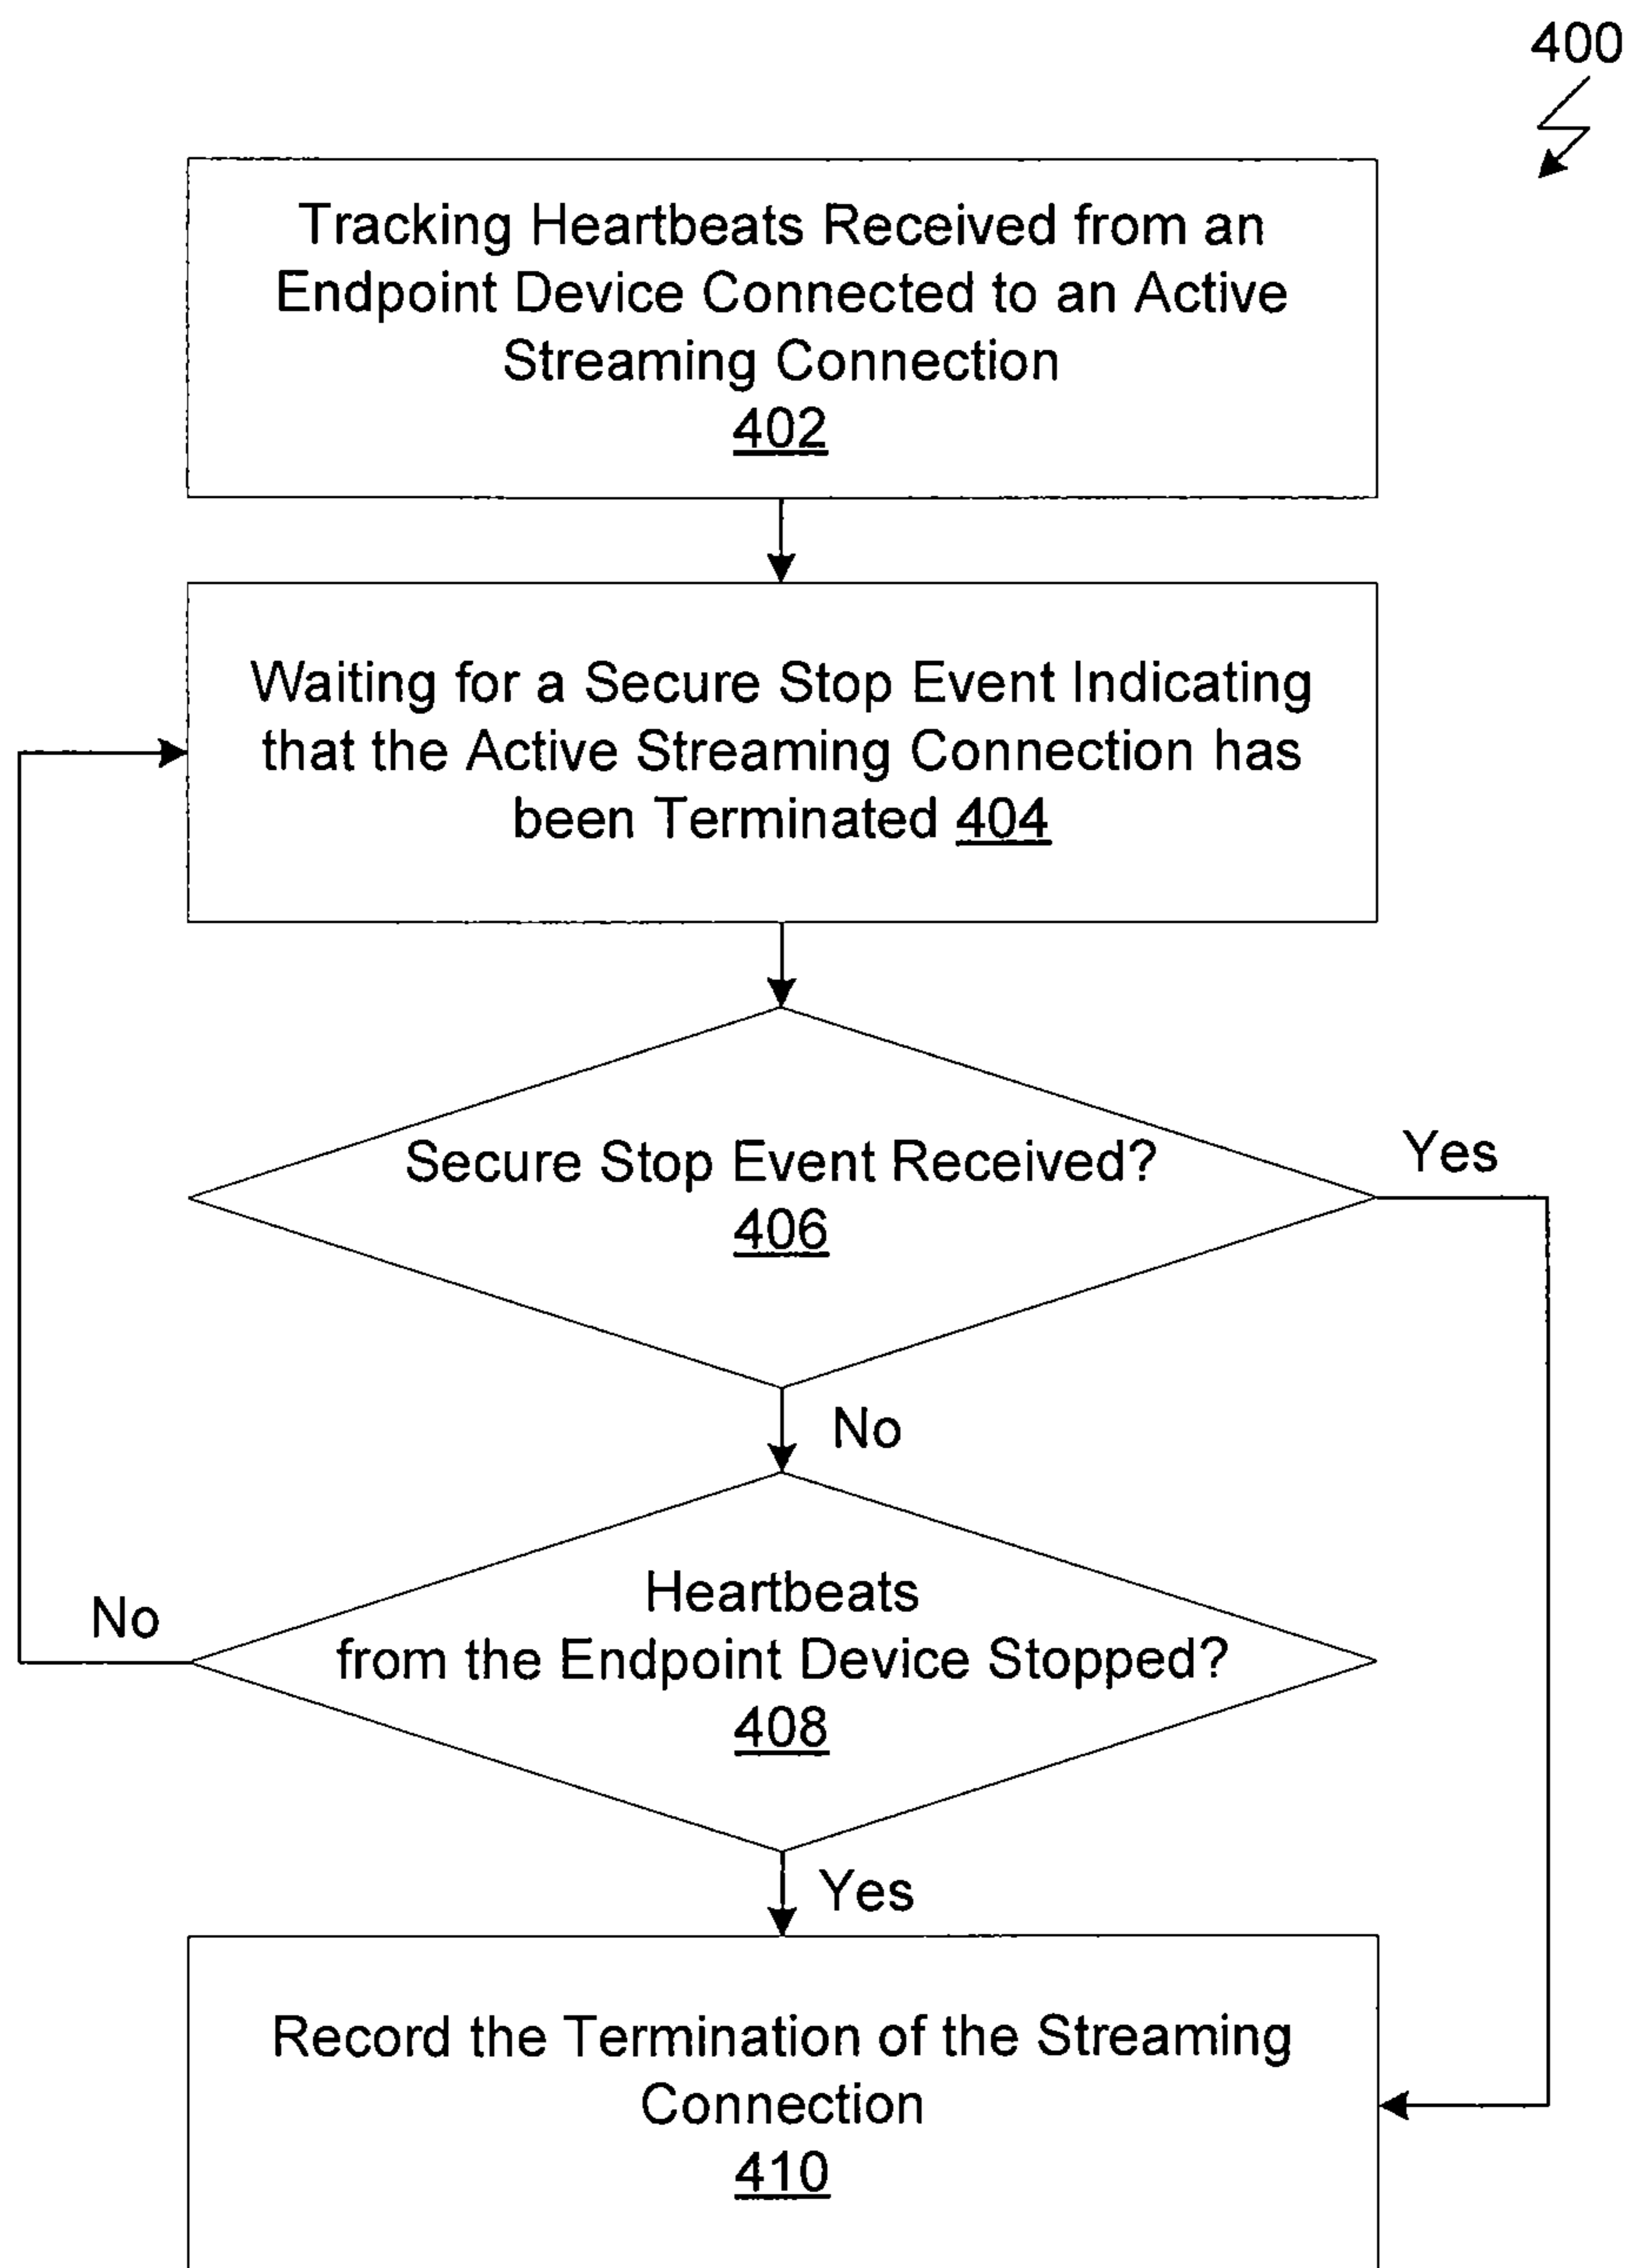 400
Tracking Heartbeats Received from an
Endpoint Device Connected to an Active
Streaming Connection
402
Waiting for a Secure Stop Event Indicating
that the Active Streaming Connection has
been Terminated 404
Secure Stop Event Received?
406
Yes
No
Heartbeats
from the Endpoint Device Stopped?
408
No
Yes
Record the Termination of the Streaming
Connection
410